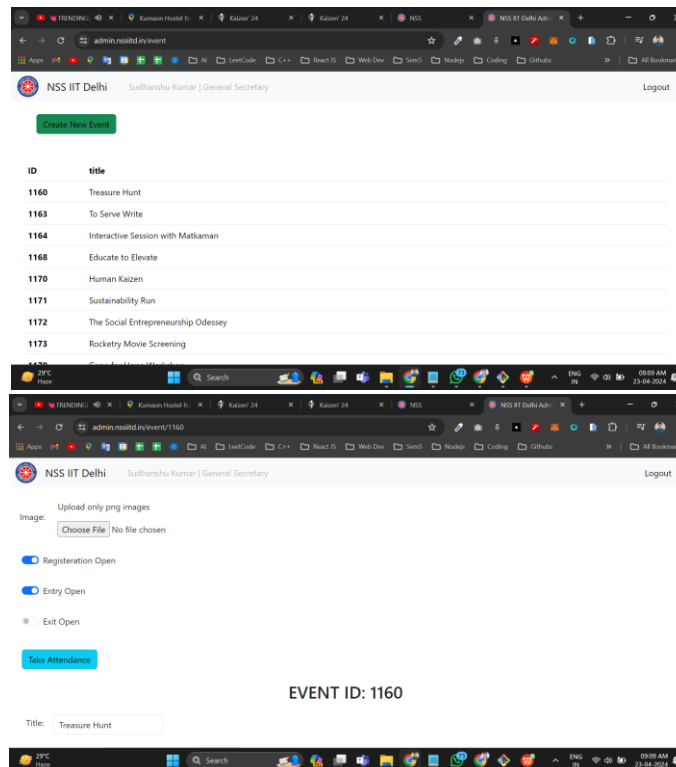 TRENDING
Kumaon Hostel
Kaizen' 24
Kaizen' 24
NSS
NSS IIT Delhi Adm
admin.nssiitd.in/event
Apps
AI
LeetCode
C++
React JS
Web Dev
Sem5
Nodejs
Coding
Githubs
All Bookma
NSS IIT Delhi Sudhanshu Kumar | General Secretary Logout
Create New Event
ID title
1160 Treasure Hunt
1163 To Serve Write
1164 Interactive Session with Matkaman
1168 Educate to Elevate
1170 Human Kaizen
1171 Sustainability Run
1172 The Social Entrepreneurship Odessey
1173 Rocketry Movie Screening
29°C
Haze
Search
ENG
IN
09:09 AM
23-04-2024
TRENDING
Kumaon Hostel
Kaizen' 24
Kaizen' 24
NSS
NSS IIT Delhi Adm
admin.nssiitd.in/event/1160
Apps
AI
LeetCode
C++
React JS
Web Dev
Sem5
Nodejs
Coding
Githubs
All Bookma
NSS IIT Delhi Sudhanshu Kumar | General Secretary Logout
Upload only png images
Image:
Choose File No file chosen
Registeration Open
Entry Open
Exit Open
Take Attendance
EVENT ID: 1160
Title: Treasure Hunt
29°C
Haze
Search
ENG
IN
09:09 AM
23-04-2024